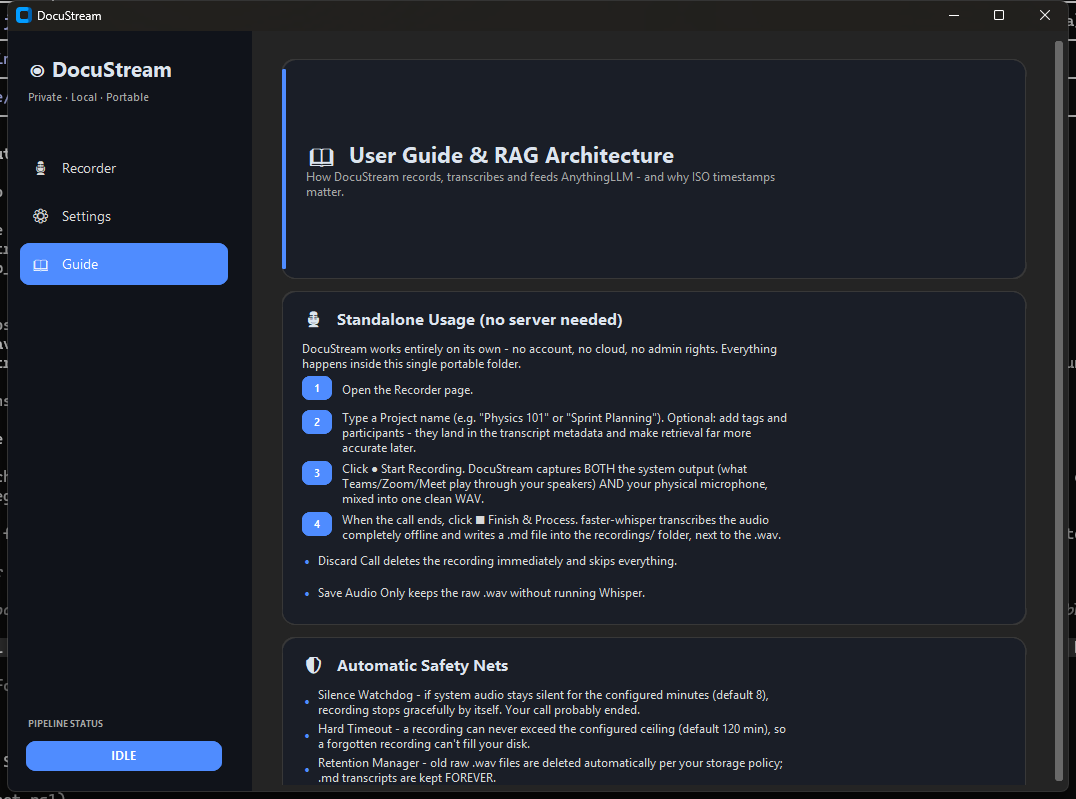 DocuStream
DocuStream
Private · Local · Portable
Recorder
Settings
Guide
PIPELINE STATUS
IDLE
User Guide & RAG Architecture
How DocuStream records, transcribes and feeds AnythingLLM - and why ISO timestamps
matter.
Standalone Usage (no server needed)
DocuStream works entirely on its own - no account, no cloud, no admin rights. Everything
happens inside this single portable folder.
1 Open the Recorder page.
2 Type a Project name (e.g. "Physics 101" or "Sprint Planning"). Optional: add tags and
participants - they land in the transcript metadata and make retrieval far more
accurate later.
3 Click ● Start Recording. DocuStream captures BOTH the system output (what
Teams/Zoom/Meet play through your speakers) AND your physical microphone,
mixed into one clean WAV.
4 When the call ends, click ■ Finish & Process. faster-whisper transcribes the audio
completely offline and writes a .md file into the recordings/ folder, next to the .wav.
• Discard Call deletes the recording immediately and skips everything.
• Save Audio Only keeps the raw .wav without running Whisper.
Automatic Safety Nets
• Silence Watchdog - if system audio stays silent for the configured minutes (default 8),
recording stops gracefully by itself. Your call probably ended.
• Hard Timeout - a recording can never exceed the configured ceiling (default 120 min), so
a forgotten recording can't fill your disk.
• Retention Manager - old raw .wav files are deleted automatically per your storage policy;
.md transcripts are kept FOREVER.